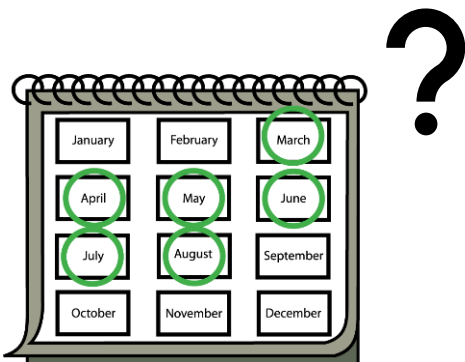 ?
January February March
April May June
July August September
October November December